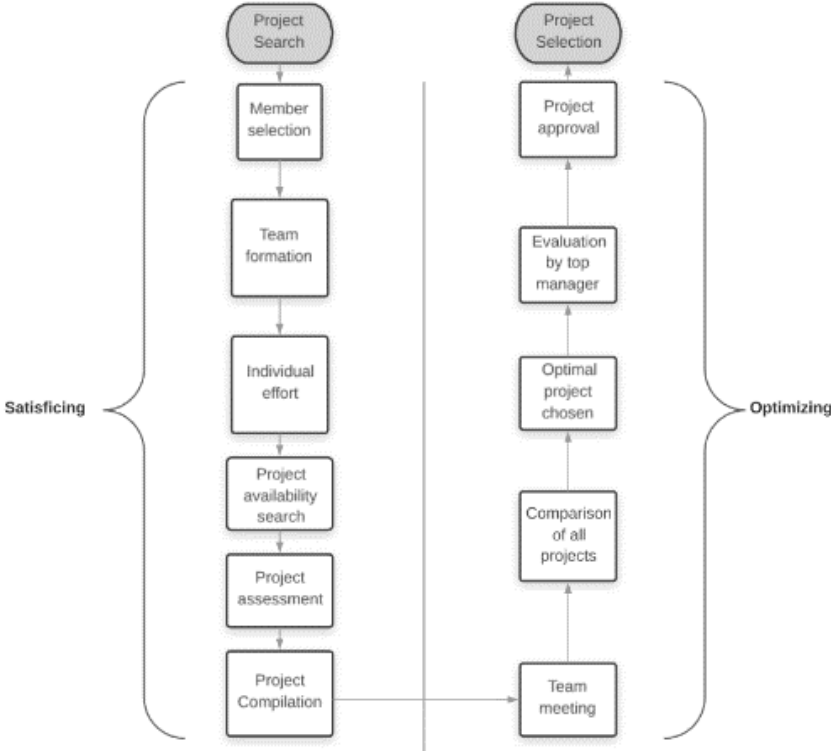 Project
Search
Member
selection
Team
formation
Individual
effort
Project
availability
search
Project
assessment
Project
Compilation
Satisficing
Project
Selection
Project
approval
Evaluation
by top
manager
Optimal
project
chosen
Comparison
of all
projects
Team
meeting
Optimizing